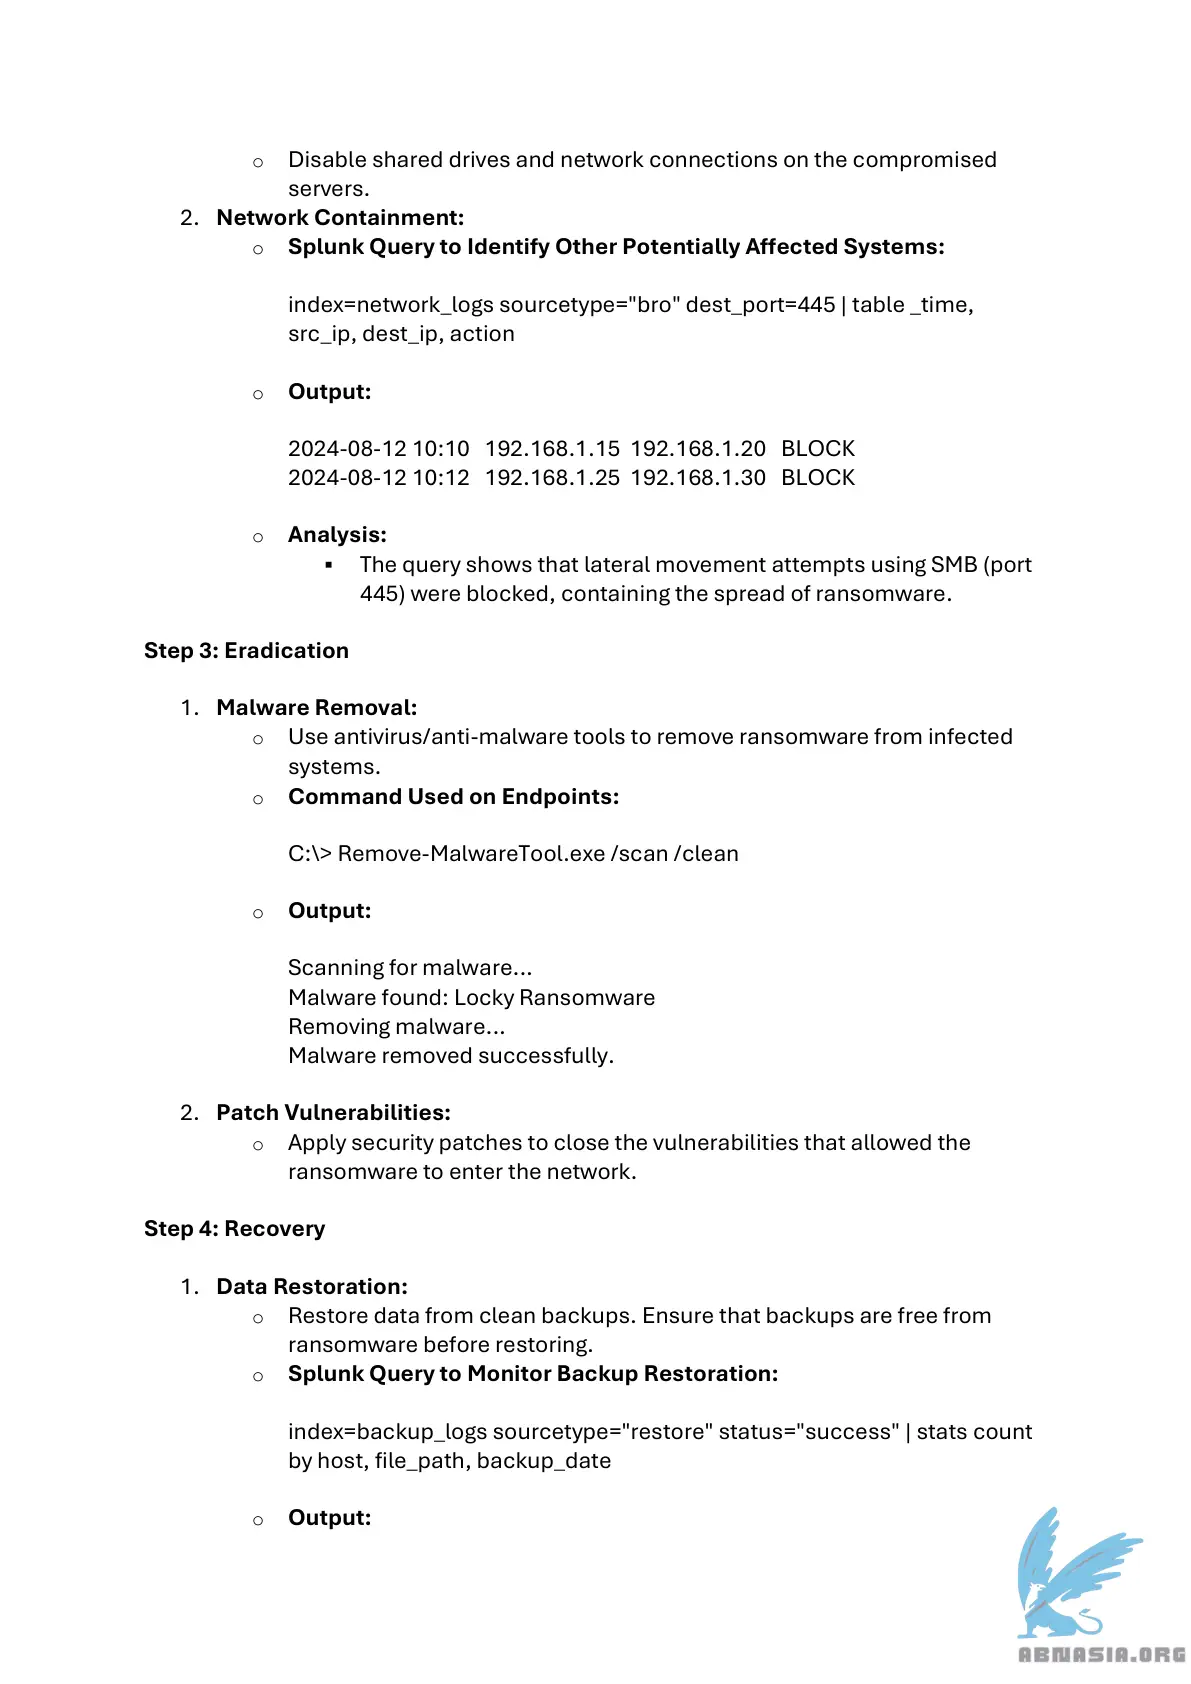 o Disable shared drives and network connections on the compromised
servers.
2. Network Containment:
o Splunk Query to Identify Other Potentially Affected Systems:
index=network_logs sourcetype="bro" dest_port=445 | table _time,
src_ip, dest_ip, action
o Output:
2024-08-12 10:10 192.168.1.15 192.168.1.20 BLOCK
2024-08-12 10:12 192.168.1.25 192.168.1.30 BLOCK
o Analysis:
▪ The query shows that lateral movement attempts using SMB (port
445) were blocked, containing the spread of ransomware.
Step 3: Eradication
1. Malware Removal:
o Use antivirus/anti-malware tools to remove ransomware from infected
systems.
o Command Used on Endpoints:
C:\> Remove-MalwareTool.exe /scan /clean
o Output:
Scanning for malware...
Malware found: Locky Ransomware
Removing malware...
Malware removed successfully.
2. Patch Vulnerabilities:
o Apply security patches to close the vulnerabilities that allowed the
ransomware to enter the network.
Step 4: Recovery
1. Data Restoration:
o Restore data from clean backups. Ensure that backups are free from
ransomware before restoring.
o Splunk Query to Monitor Backup Restoration:
index=backup_logs sourcetype="restore" status="success" | stats count
by host, file_path, backup_date
o Output:
ABNASIA.ORG